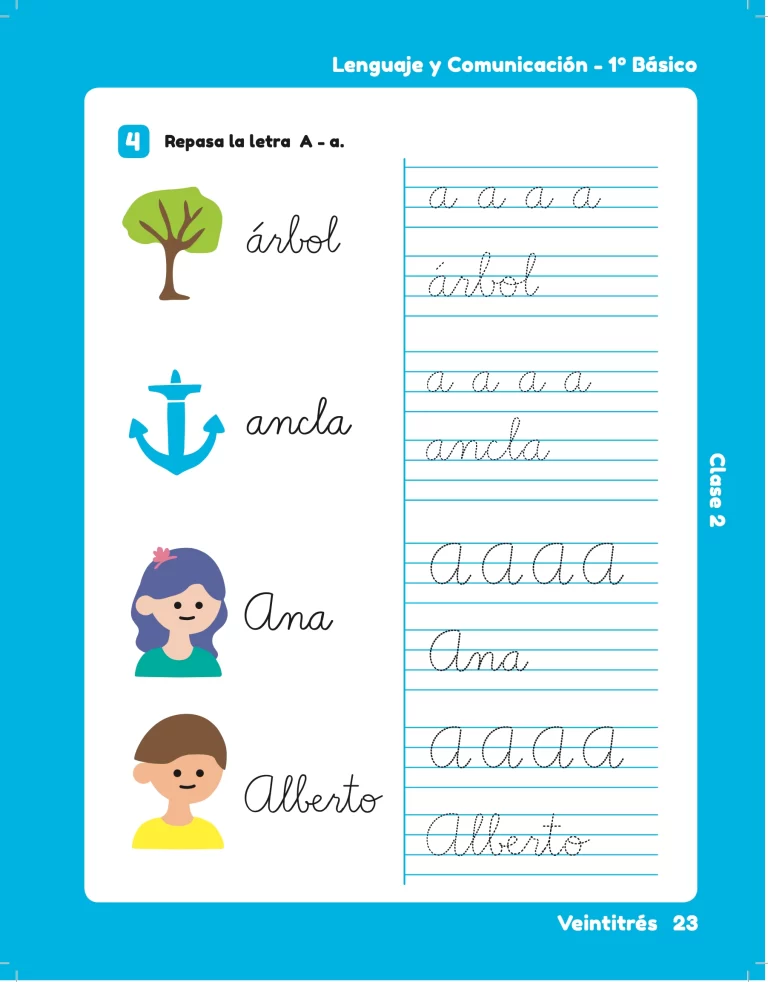 Lenguaje y Comunicación - 1º Básico
4 Repasa la letra A - a.
a a a a
árbol árbol
a a a a
ancla ancla
A A A A
Ana Ana
A A A A
Alberto Alberto
Clase 2
Veintitrés 23